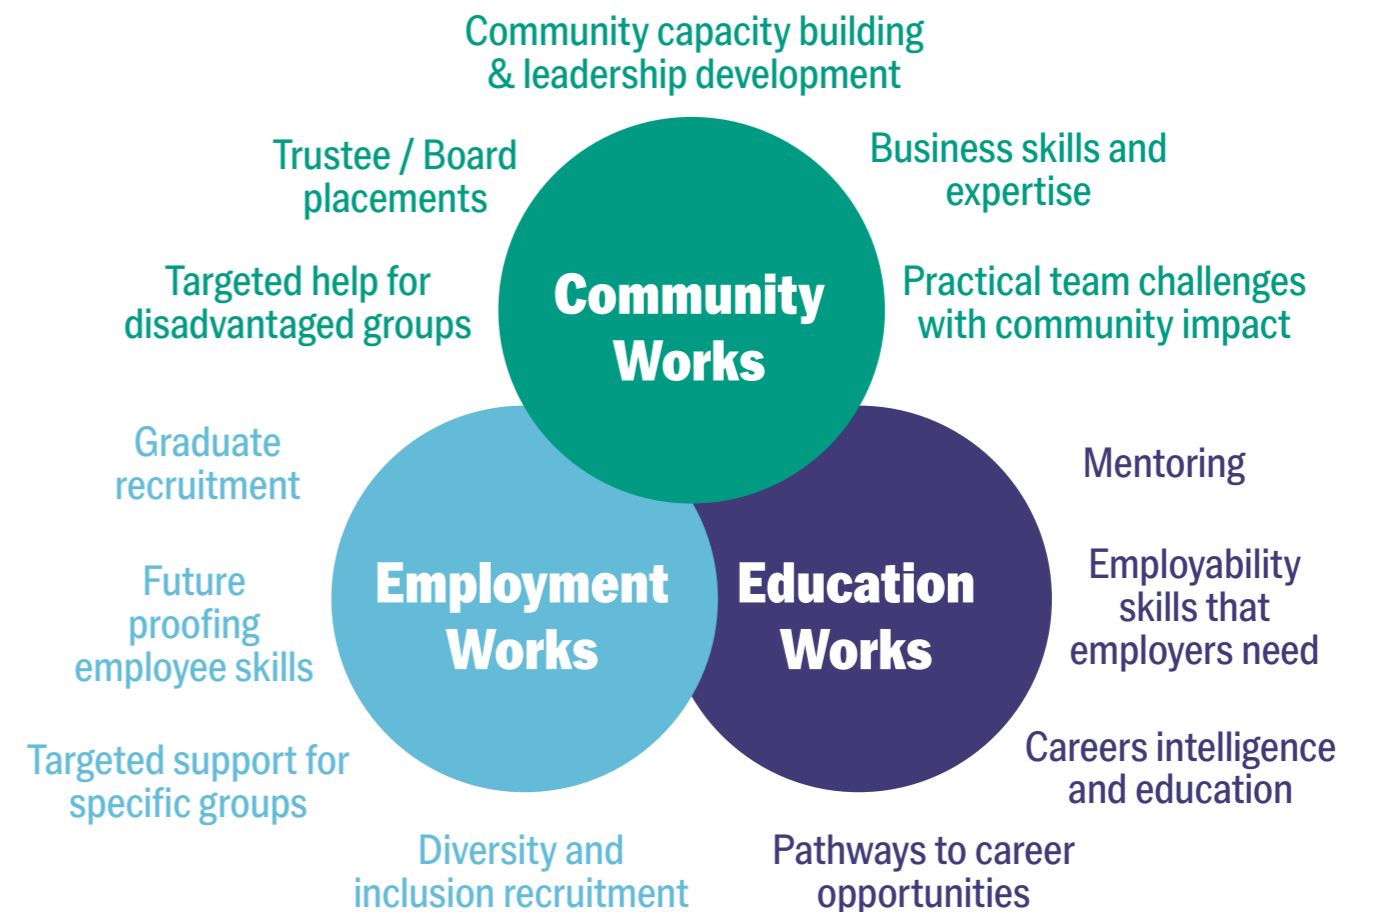 Community capacity building
& leadership development
Trustee / Board
placements
Business skills and
expertise
Targeted help for
disadvantaged groups
Community
Works
Practical team challenges
with community impact
Graduate
recruitment
Mentoring
Future
proofing
employee skills
Employment
Works
Education
Works
Employability
skills that
employers need
Targeted support for
specific groups
Careers intelligence
and education
Diversity and
inclusion recruitment
Pathways to career
opportunities